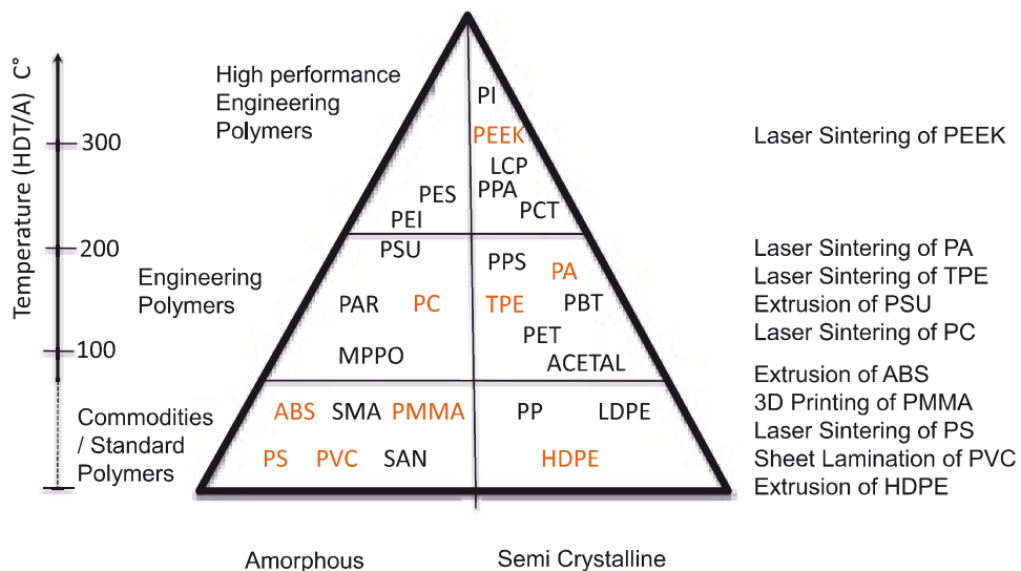 Temperature (HDT/A) C°
300
200
100
High performance
Engineering
Polymers
Engineering
Polymers
Commodities
/ Standard
Polymers
PI
PEEK
LCP
PES
PPA
PEI
PCT
PSU
PPS
PA
PAR
PC
TPE
PBT
PET
MPPO
ACETAL
ABS
SMA
PMMA
PP
LDPE
PS
PVC
SAN
HDPE
Amorphous
Semi Crystalline
Laser Sintering of PEEK
Laser Sintering of PA
Laser Sintering of TPE
Extrusion of PSU
Laser Sintering of PC
Extrusion of ABS
3D Printing of PMMA
Laser Sintering of PS
Sheet Lamination of PVC
Extrusion of HDPE